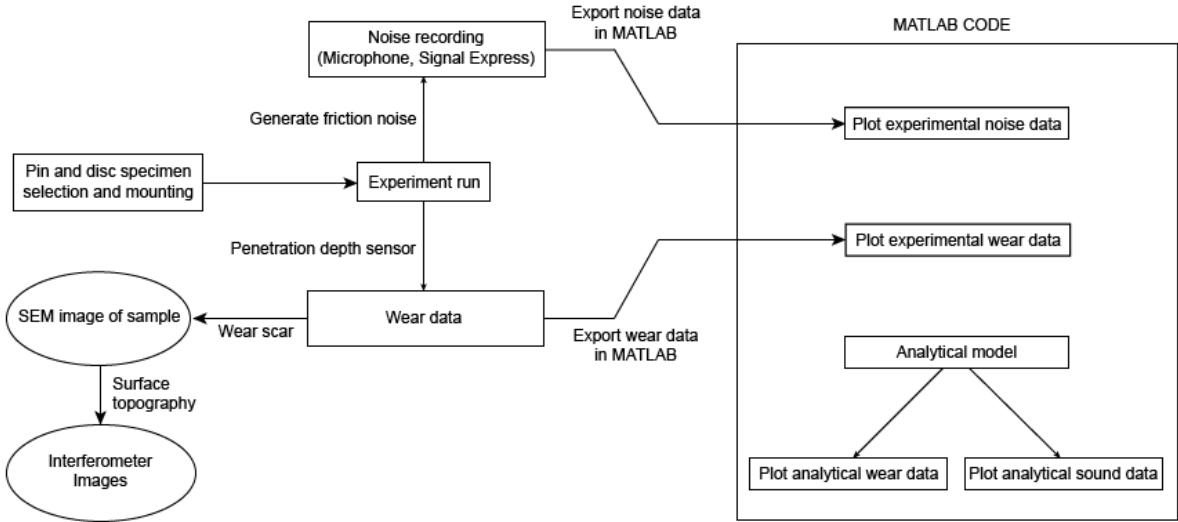 Noise recording
(Microphone, Signal Express)
Export noise data
in MATLAB
MATLAB CODE
Generate friction noise
Plot experimental noise data
Pin and disc specimen
selection and mounting
Experiment run
Penetration depth sensor
Plot experimental wear data
SEM image of sample
Wear scar
Wear data
Export wear data
in MATLAB
Analytical model
Surface
topography
Interferometer
Images
Plot analytical wear data
Plot analytical sound data